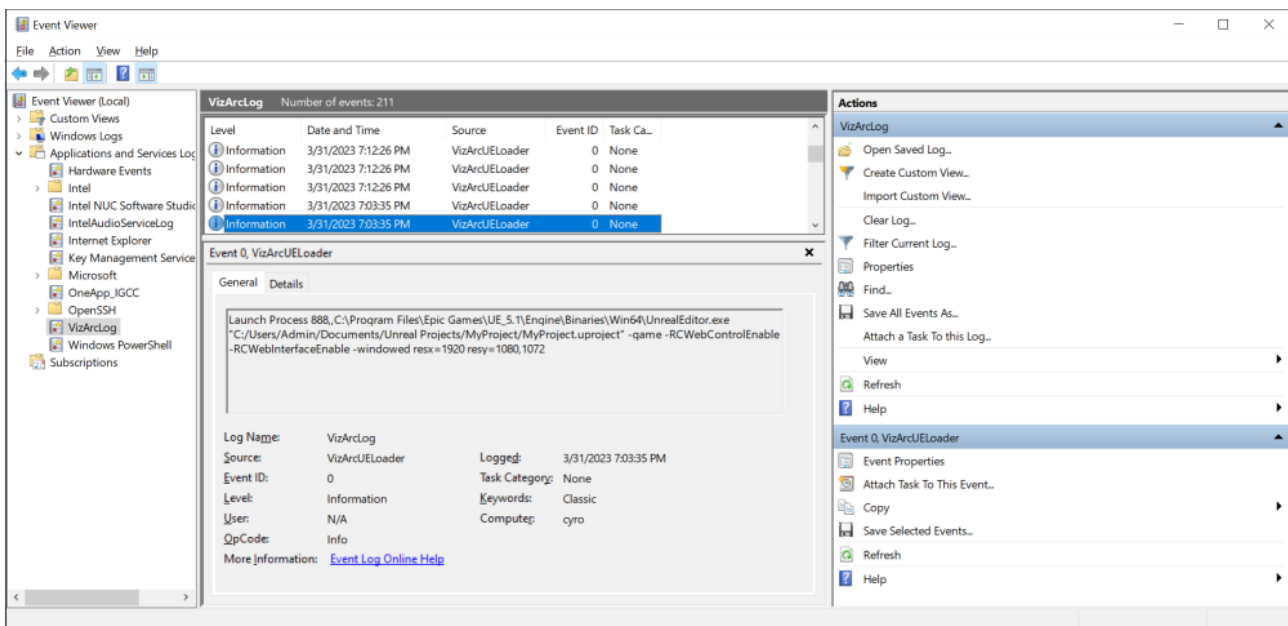 Event Viewer
File Action View Help
Event Viewer (Local)
Custom Views
Windows Logs
Applications and Services Log
Hardware Events
Intel
Intel NUC Software Studio
IntelAudioServiceLog
Internet Explorer
Key Management Service
Microsoft
OneApp_IGCC
OpenSSH
VizArcLog
Windows PowerShell
Subscriptions
VizArcLog Number of events: 211
Level Date and Time Source Event ID Task Ca...
Information 3/31/2023 7:12:26 PM VizArcUELoader 0 None
Information 3/31/2023 7:12:26 PM VizArcUELoader 0 None
Information 3/31/2023 7:12:26 PM VizArcUELoader 0 None
Information 3/31/2023 7:03:35 PM VizArcUELoader 0 None
Information 3/31/2023 7:03:35 PM VizArcUELoader 0 None
Event 0, VizArcUELoader
General Details
Launch Process 888,,C:\Program Files\Epic Games\UE_5.1\Engine\Binaries\Win64\UnrealEditor.exe
"C:/Users/Admin/Documents/Unreal Projects/MyProject/MyProject.uproject" -game -RCWebControlEnable
-RCWebInterfaceEnable -windowed resx=1920 resy=1080,1072
Log Name: VizArcLog
Source: VizArcUELoader Logged: 3/31/2023 7:03:35 PM
Event ID: 0 Task Category: None
Level: Information Keywords: Classic
User: N/A Computer: cyro
OpCode: Info
More Information: Event Log Online Help
Actions
VizArcLog
Open Saved Log...
Create Custom View...
Import Custom View...
Clear Log...
Filter Current Log...
Properties
Find...
Save All Events As...
Attach a Task To this Log...
View
Refresh
Help
Event 0, VizArcUELoader
Event Properties
Attach Task To This Event...
Copy
Save Selected Events...
Refresh
Help